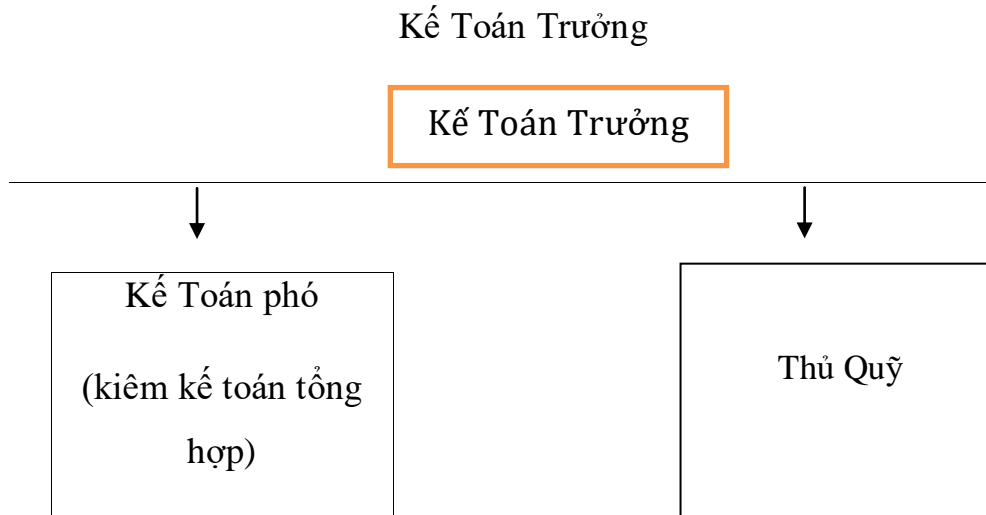 Kế Toán Trưởng
Kế Toán Trưởng
Kế Toán phó
(kiêm kế toán tổng
hợp)
Thủ Quỹ